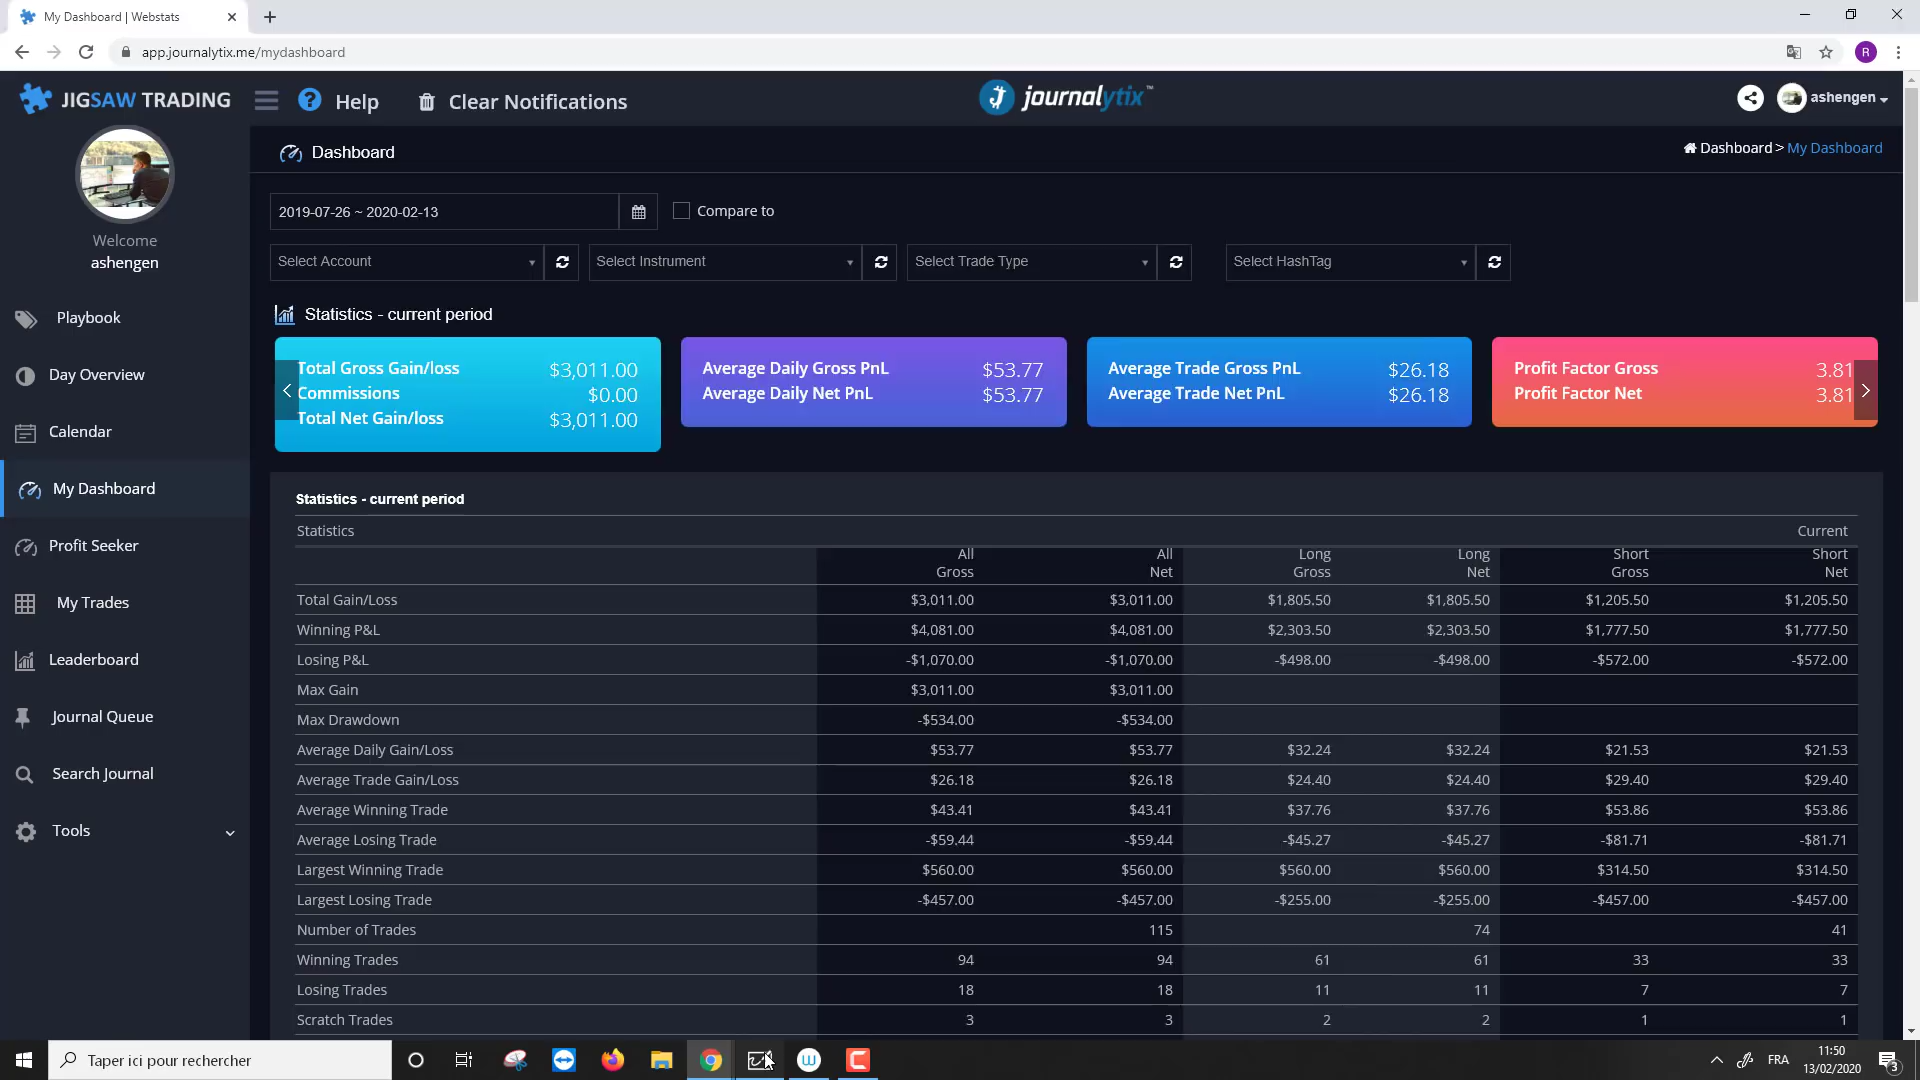 My Dashboard | Webstats
app.journalytix.me/mydashboard
R
JIGSAW TRADING
? Help
Clear Notifications
journalytix™
ashengen
Dashboard
Dashboard > My Dashboard
Welcome
ashengen
Playbook
Day Overview
Calendar
My Dashboard
Profit Seeker
My Trades
Leaderboard
Journal Queue
Search Journal
Tools
2019-07-26 ~ 2020-02-13
Compare to
Select Account
Select Instrument
Select Trade Type
Select HashTag
Statistics - current period
Total Gross Gain/loss $3,011.00
Commissions $0.00
Total Net Gain/loss $3,011.00
Average Daily Gross PnL $53.77
Average Daily Net PnL $53.77
Average Trade Gross PnL $26.18
Average Trade Net PnL $26.18
Profit Factor Gross 3.81
Profit Factor Net 3.81
Statistics - current period
Statistics Current
All Gross All Net Long Gross Long Net Short Gross Short Net
Total Gain/Loss $3,011.00 $3,011.00 $1,805.50 $1,805.50 $1,205.50 $1,205.50
Winning P&L $4,081.00 $4,081.00 $2,303.50 $2,303.50 $1,777.50 $1,777.50
Losing P&L -$1,070.00 -$1,070.00 -$498.00 -$498.00 -$572.00 -$572.00
Max Gain $3,011.00 $3,011.00
Max Drawdown -$534.00 -$534.00
Average Daily Gain/Loss $53.77 $53.77 $32.24 $32.24 $21.53 $21.53
Average Trade Gain/Loss $26.18 $26.18 $24.40 $24.40 $29.40 $29.40
Average Winning Trade $43.41 $43.41 $37.76 $37.76 $53.86 $53.86
Average Losing Trade -$59.44 -$59.44 -$45.27 -$45.27 -$81.71 -$81.71
Largest Winning Trade $560.00 $560.00 $560.00 $560.00 $314.50 $314.50
Largest Losing Trade -$457.00 -$457.00 -$255.00 -$255.00 -$457.00 -$457.00
Number of Trades 115 74 41
Winning Trades 94 94 61 61 33 33
Losing Trades 18 18 11 11 7 7
Scratch Trades 3 3 2 2 1 1
Taper ici pour rechercher
FRA
11:50
13/02/2020
3